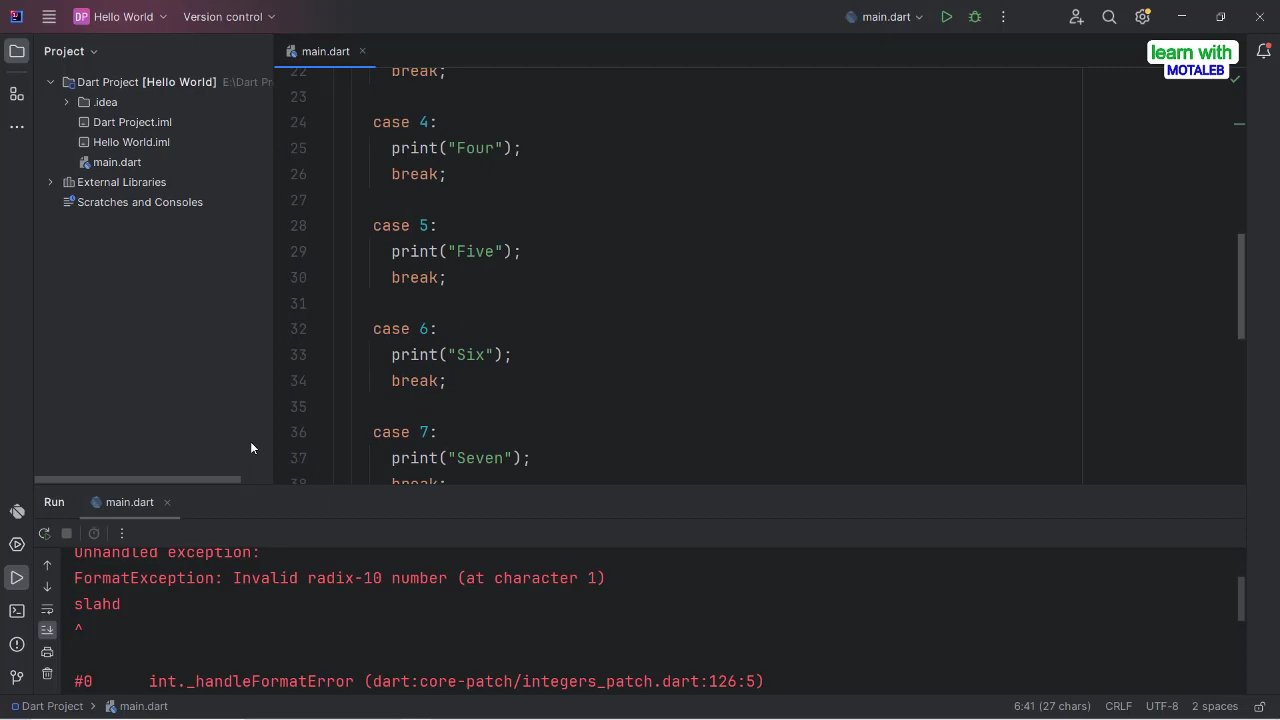 DP Hello World Version control main.dart
Project main.dart learn with
MOTALEB
Dart Project [Hello World] E:\Dart Pr
.idea
Dart Project.iml
Hello World.iml
main.dart
External Libraries
Scratches and Consoles
22 break;
23
24 case 4:
25 print("Four");
26 break;
27
28 case 5:
29 print("Five");
30 break;
31
32 case 6:
33 print("Six");
34 break;
35
36 case 7:
37 print("Seven");
38 break;
Run main.dart
Unhandled exception:
FormatException: Invalid radix-10 number (at character 1)
slahd
^
#0 int._handleFormatError (dart:core-patch/integers_patch.dart:126:5)
Dart Project > main.dart 6:41 (27 chars) CRLF UTF-8 2 spaces